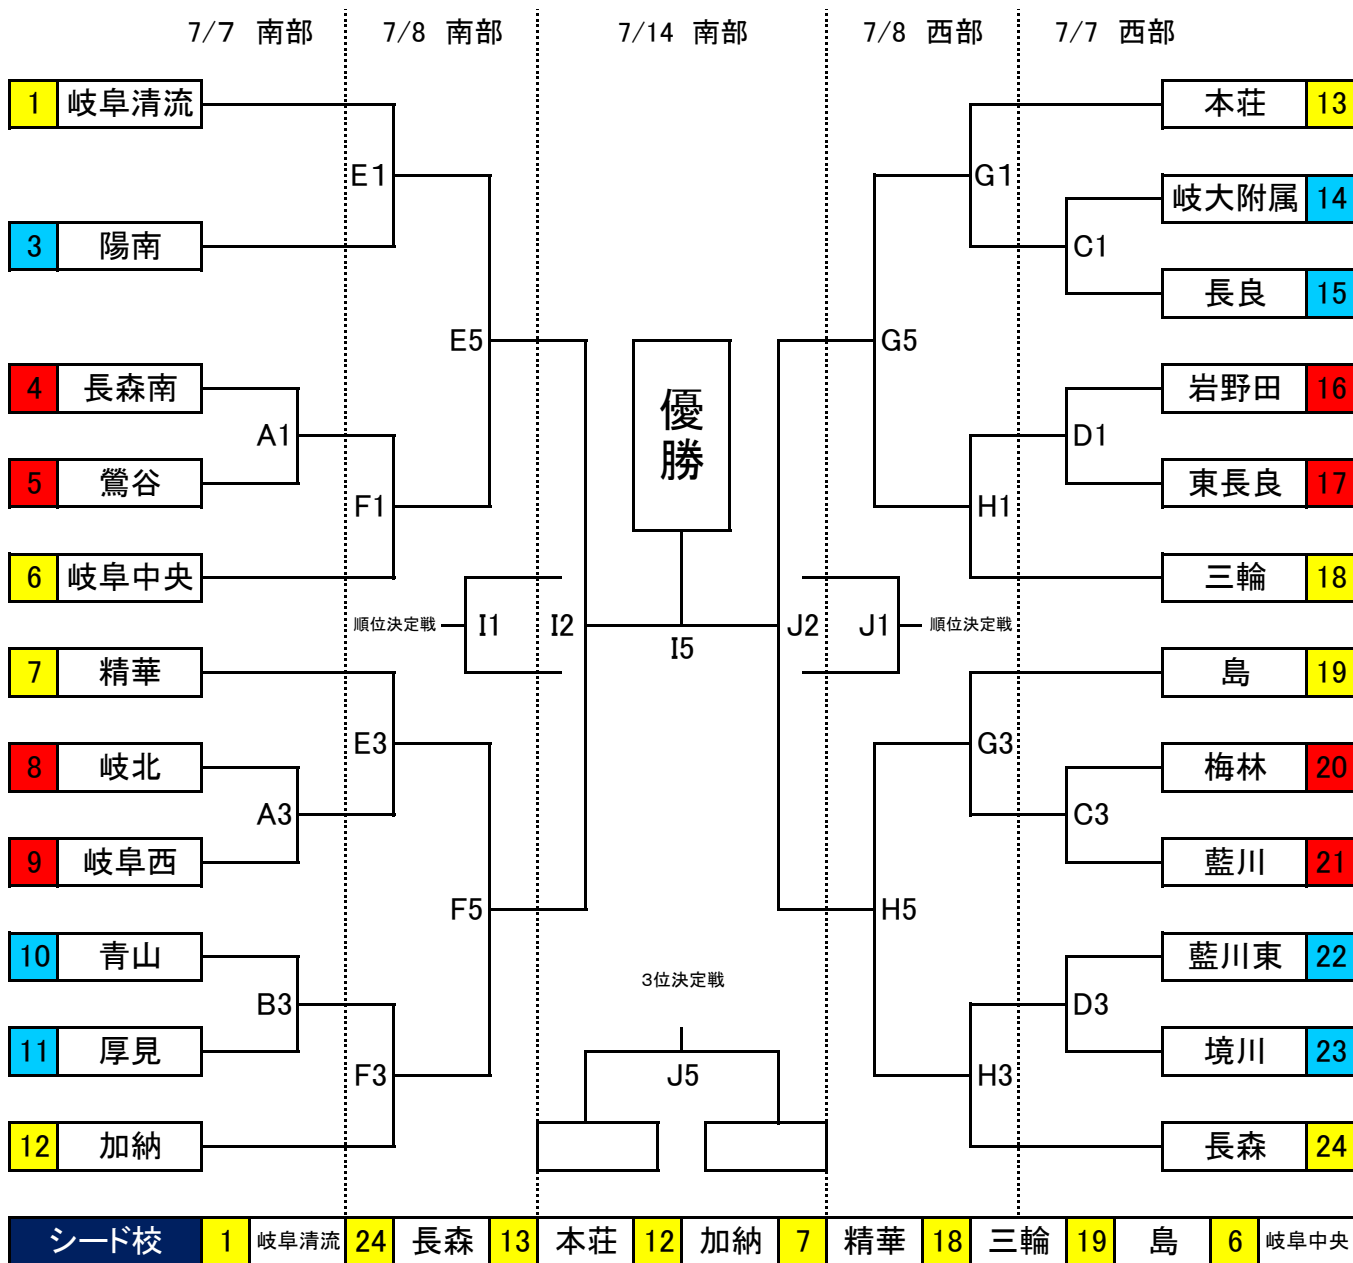 7/7 南部 7/8 南部 7/14 南部 7/8 西部 7/7 西部
1 岐阜清流 本荘 13
E1 G1
岐大附属 14
3 陽南 C1
長良 15
E5 G5
4 長森南 優勝 岩野田 16
A1 D1
5 鶯谷 東長良 17
F1 H1
6 岐阜中央 三輪 18
順位決定戦 I1 I2 I5 J2 J1 順位決定戦
7 精華 島 19
E3 G3
8 岐北 梅林 20
A3 C3
9 岐阜西 藍川 21
F5 H5
10 青山 藍川東 22
3位決定戦
B3 D3
11 厚見 境川 23
F3 J5 H3
12 加納 長森 24
シード校 1 岐阜清流 24 長森 13 本荘 12 加納 7 精華 18 三輪 19 島 6 岐阜中央